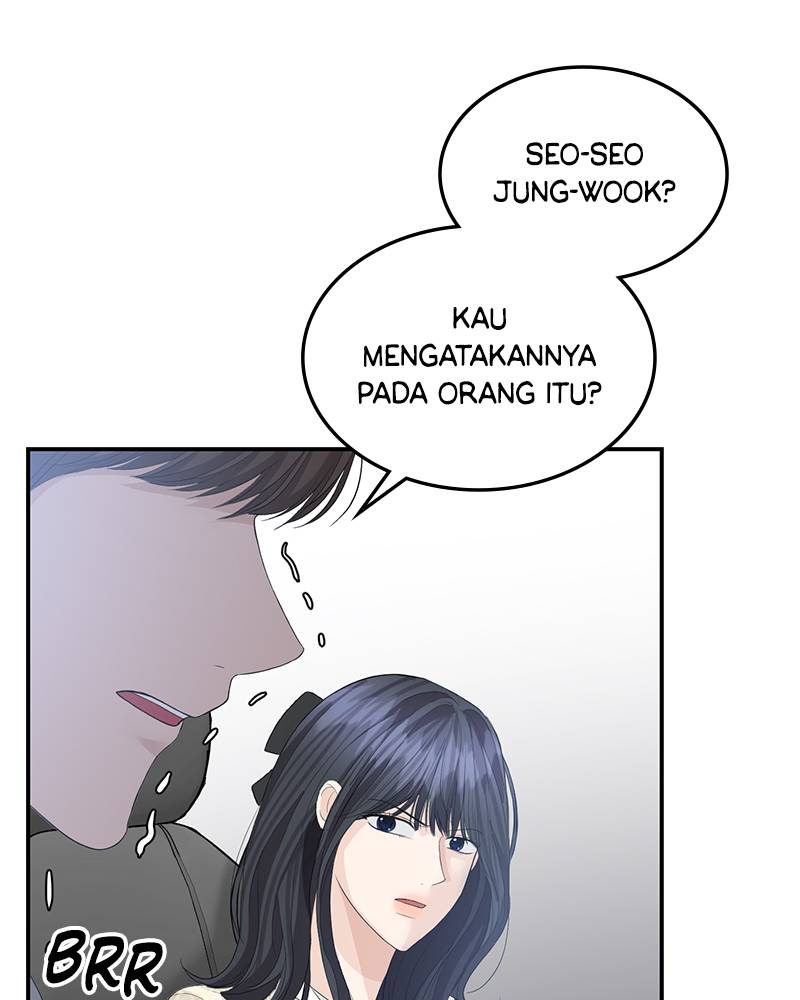 SEO-SEO
JUNG-WOOK?
KAU
MENGATAKANNYA
PADA ORANG ITU?
BRR